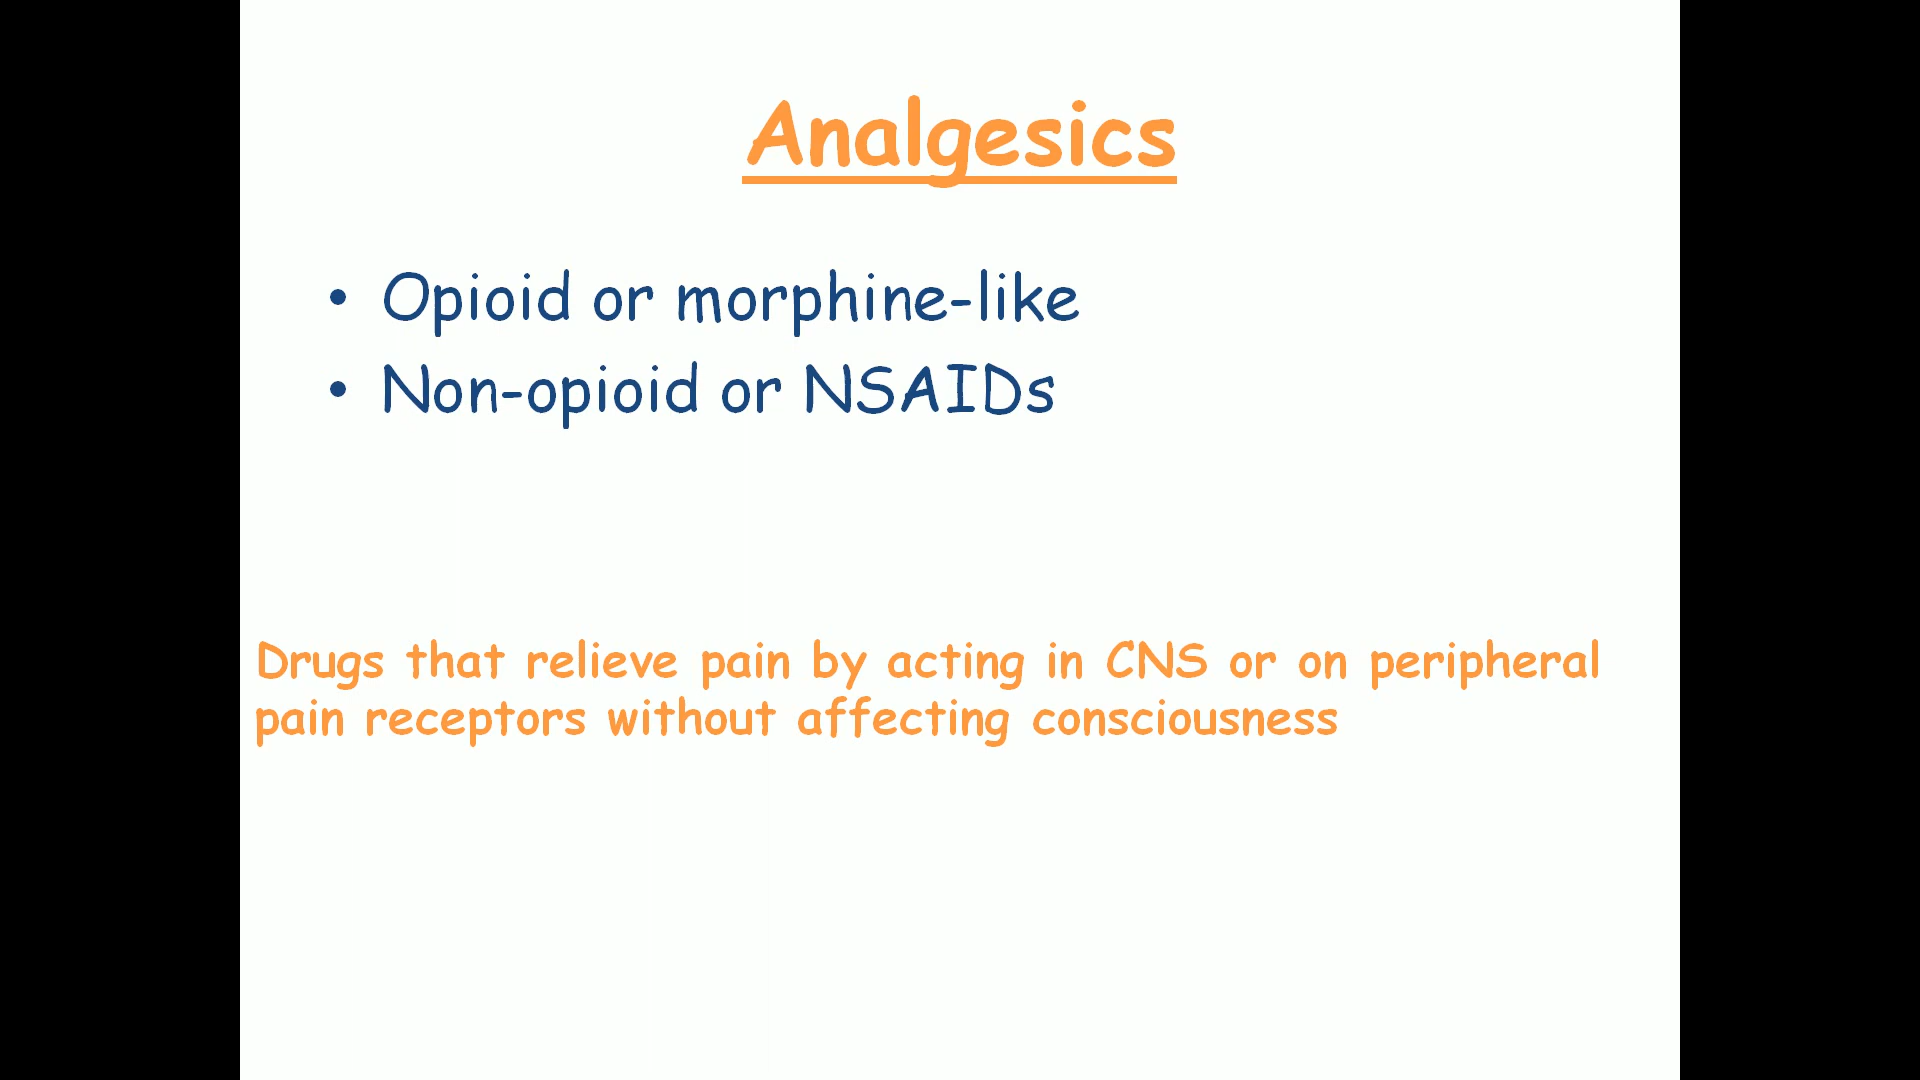 Analgesics
• Opioid or morphine-like
• Non-opioid or NSAIDs
Drugs that relieve pain by acting in CNS or on peripheral
pain receptors without affecting consciousness